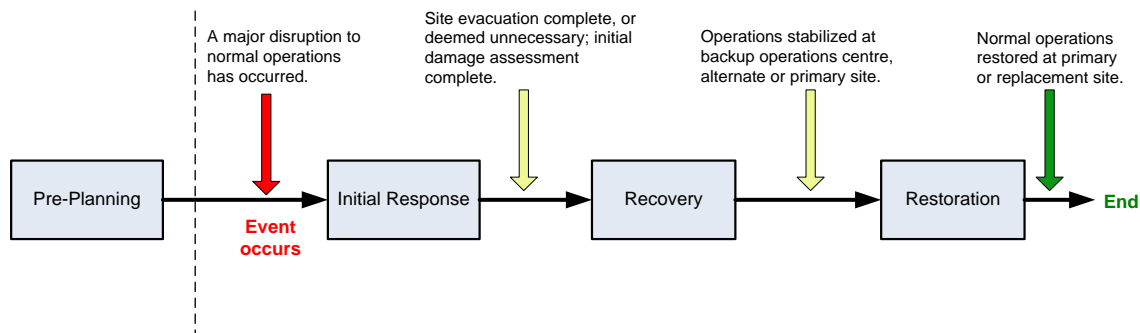 A major disruption to
normal operations
has occurred.
Site evacuation complete, or
deemed unnecessary; initial
damage assessment
complete.
Operations stabilized at
backup operations centre,
alternate or primary site.
Normal operations
restored at primary
or replacement site.
Pre-Planning
Event
occurs
Initial Response
Recovery
Restoration
End